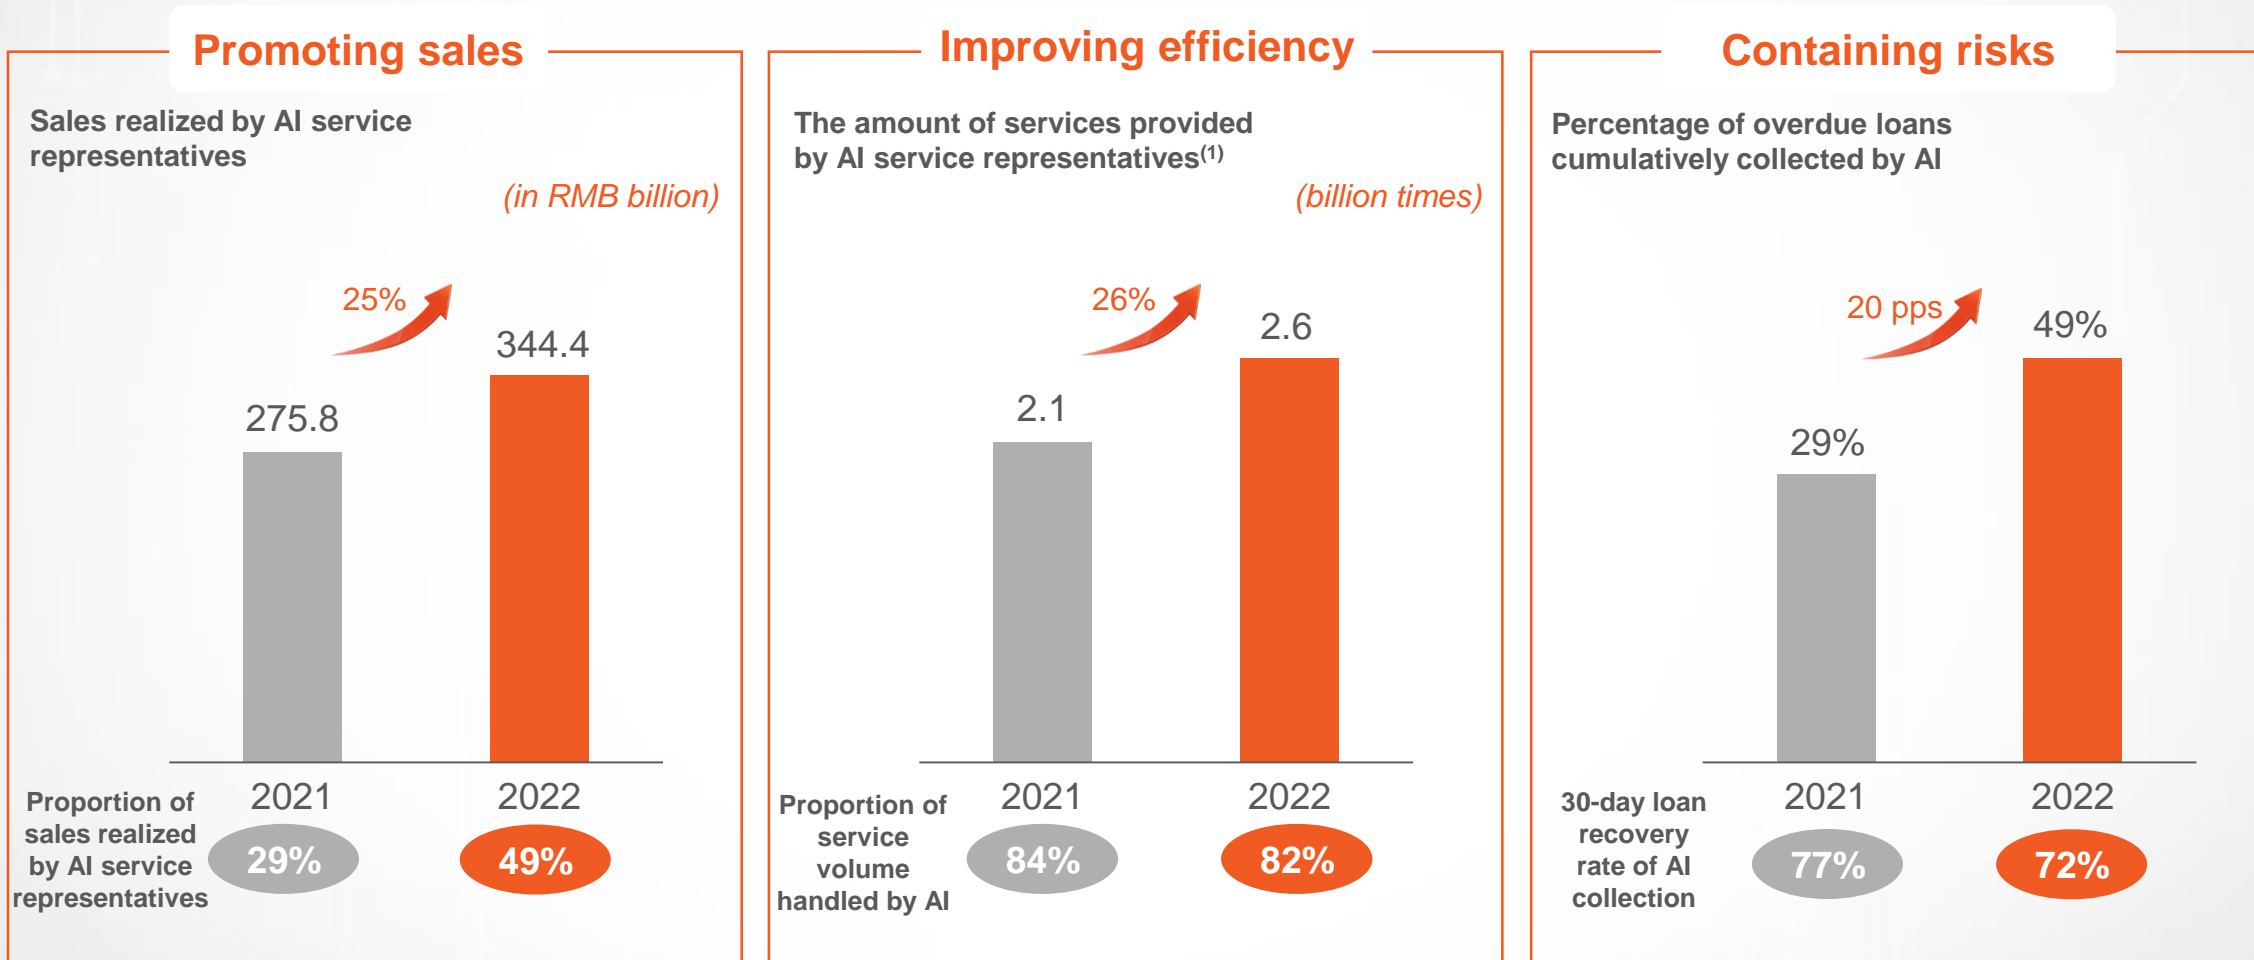 Promoting sales
Sales realized by AI service
representatives
(in RMB billion)
25%
275.8
344.4
2021
2022
Proportion of
sales realized
by AI service
representatives
29%
49%
Improving efficiency
The amount of services provided
by AI service representatives(1)
(billion times)
26%
2.1
2.6
2021
2022
Proportion of
service
volume
handled by AI
84%
82%
Containing risks
Percentage of overdue loans
cumulatively collected by AI
20 pps
29%
49%
2021
2022
30-day loan
recovery
rate of AI
collection
77%
72%